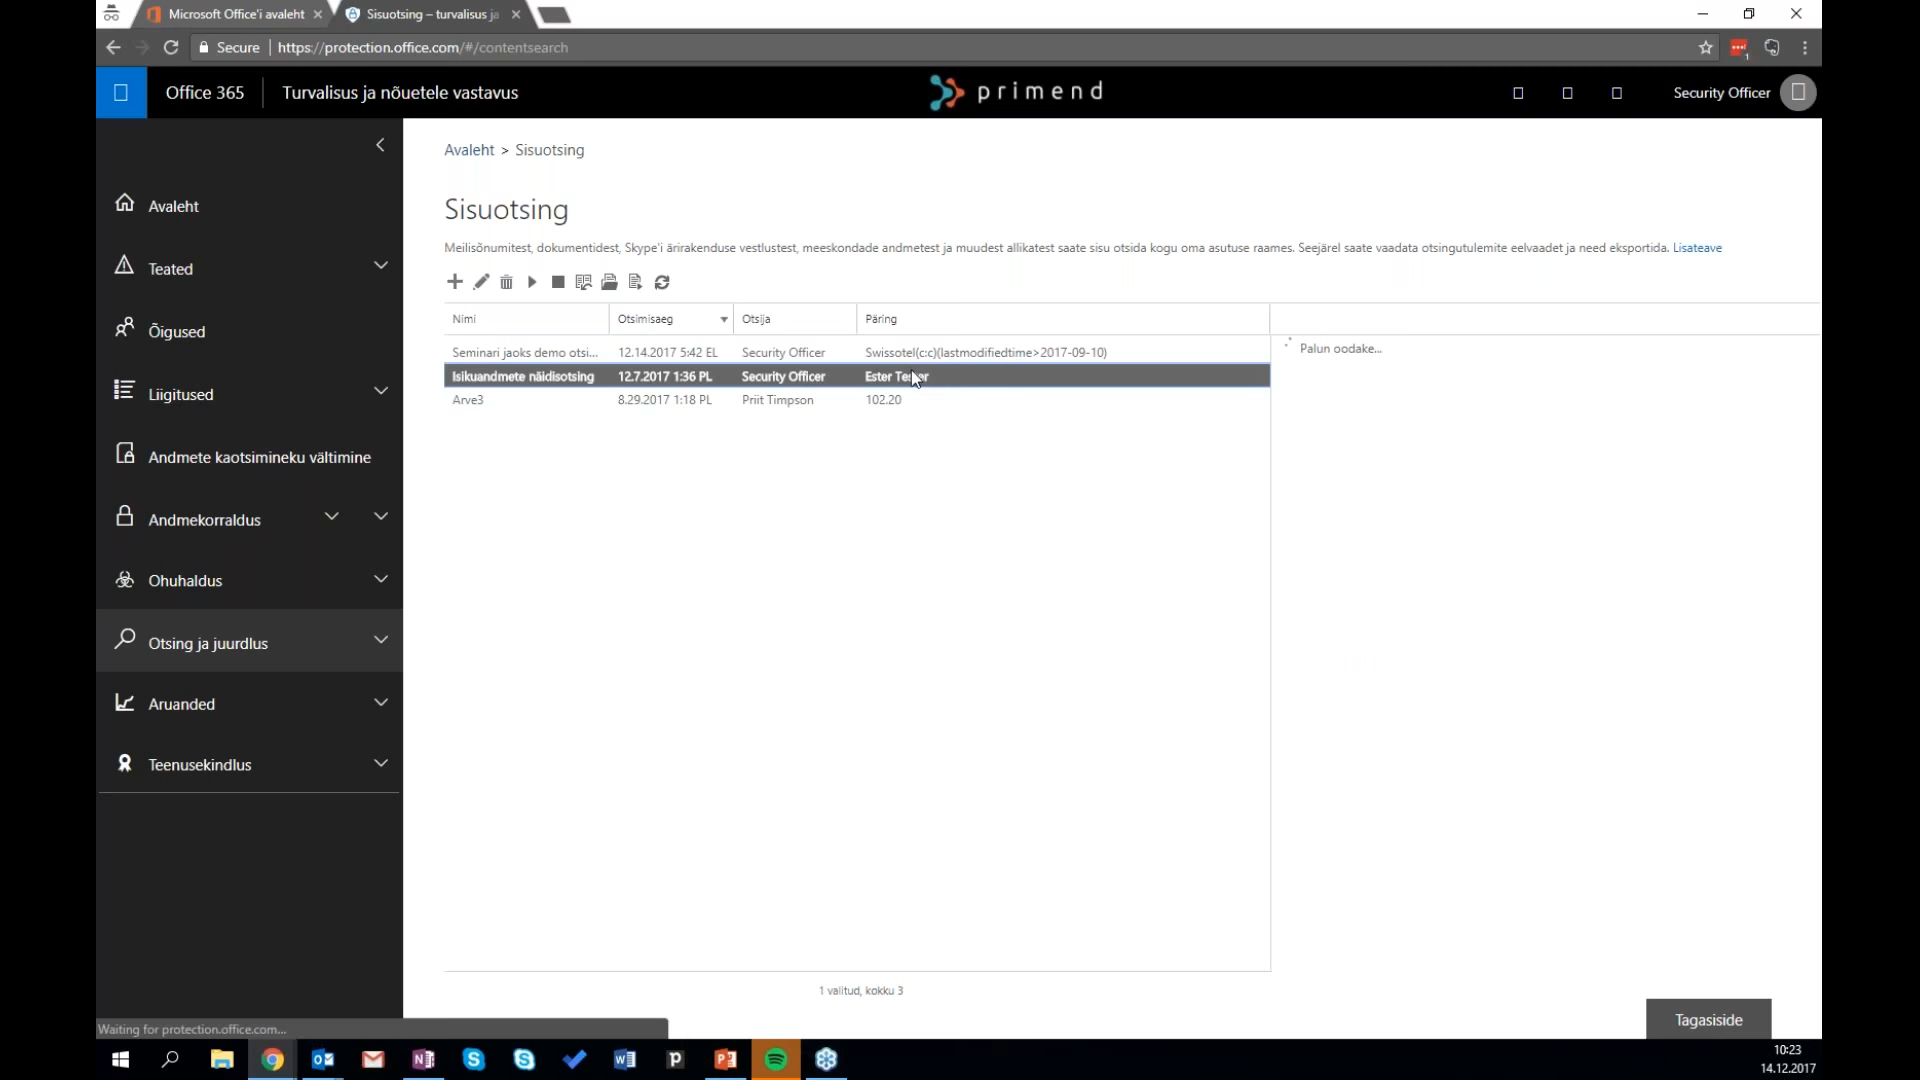 Microsoft Office'i avaleht
Sisuotsing – turvalisus ja
Secure https://protection.office.com/#/contentsearch
Office 365 Turvalisus ja nõuetele vastavus
primend
Security Officer
Avaleht > Sisuotsing
Avaleht
Teated
Õigused
Liigitused
Andmete kaotsimineku vältimine
Andmekorraldus
Ohuhaldus
Otsing ja juurdlus
Aruanded
Teenusekindlus
Sisuotsing
Meilisõnumitest, dokumentidest, Skype'i ärirakenduse vestlustest, meeskondade andmetest ja muudest allikatest saate sisu otsida kogu oma asutuse raames. Seejärel saate vaadata otsingutulemite eelvaadet ja need eksportida. Lisateave
Nimi Otsimisaeg Otsija Päring
Seminari jaoks demo otsi... 12.14.2017 5:42 EL Security Officer Swissotel(c:c)(lastmodifiedtime>2017-09-10)
Isikuandmete näidisotsing 12.7.2017 1:36 PL Security Officer Ester
Arve3 8.29.2017 1:18 PL Priit Timpson 102.20
Palun oodake...
1 valitud, kokku 3
Tagasiside
Waiting for protection.office.com...
10:23
14.12.2017